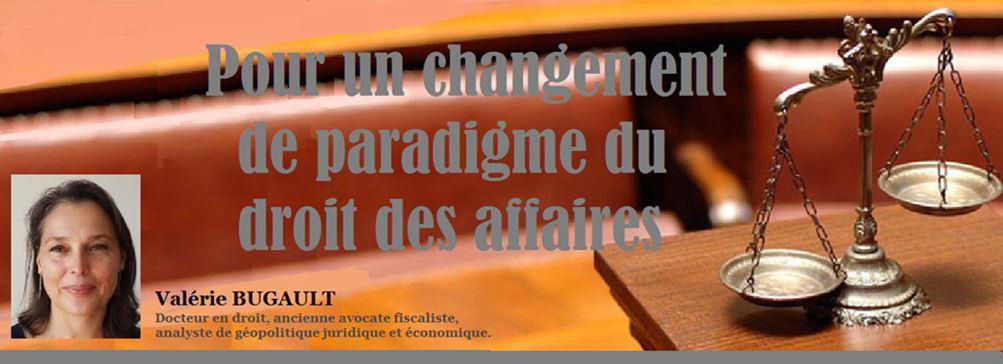 Pour un changement
de paradigme du
droit des affaires
Valérie BUGAULT
Docteur en droit, ancienne avocate fiscaliste,
analyste de géopolitique juridique et économique.